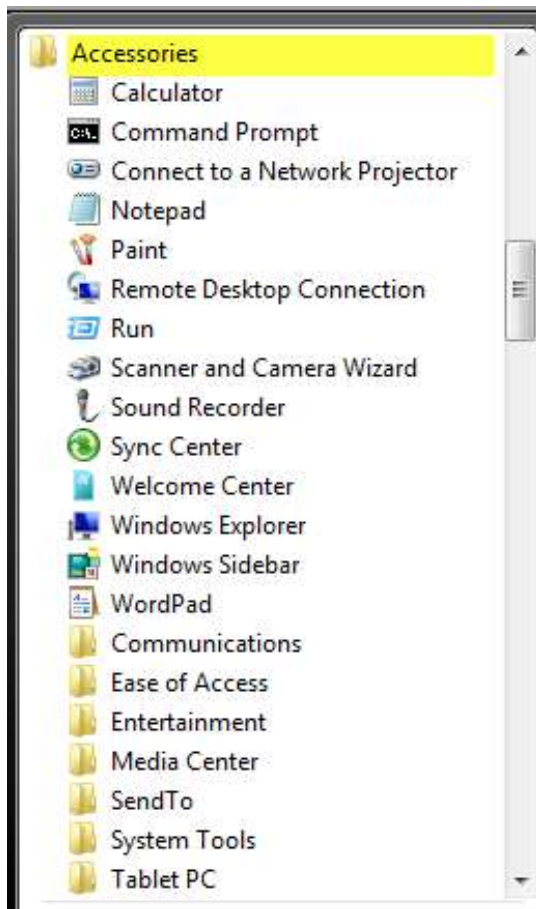 Accessories
Calculator
Command Prompt
Connect to a Network Projector
Notepad
Paint
Remote Desktop Connection
Run
Scanner and Camera Wizard
Sound Recorder
Sync Center
Welcome Center
Windows Explorer
Windows Sidebar
WordPad
Communications
Ease of Access
Entertainment
Media Center
SendTo
System Tools
Tablet PC